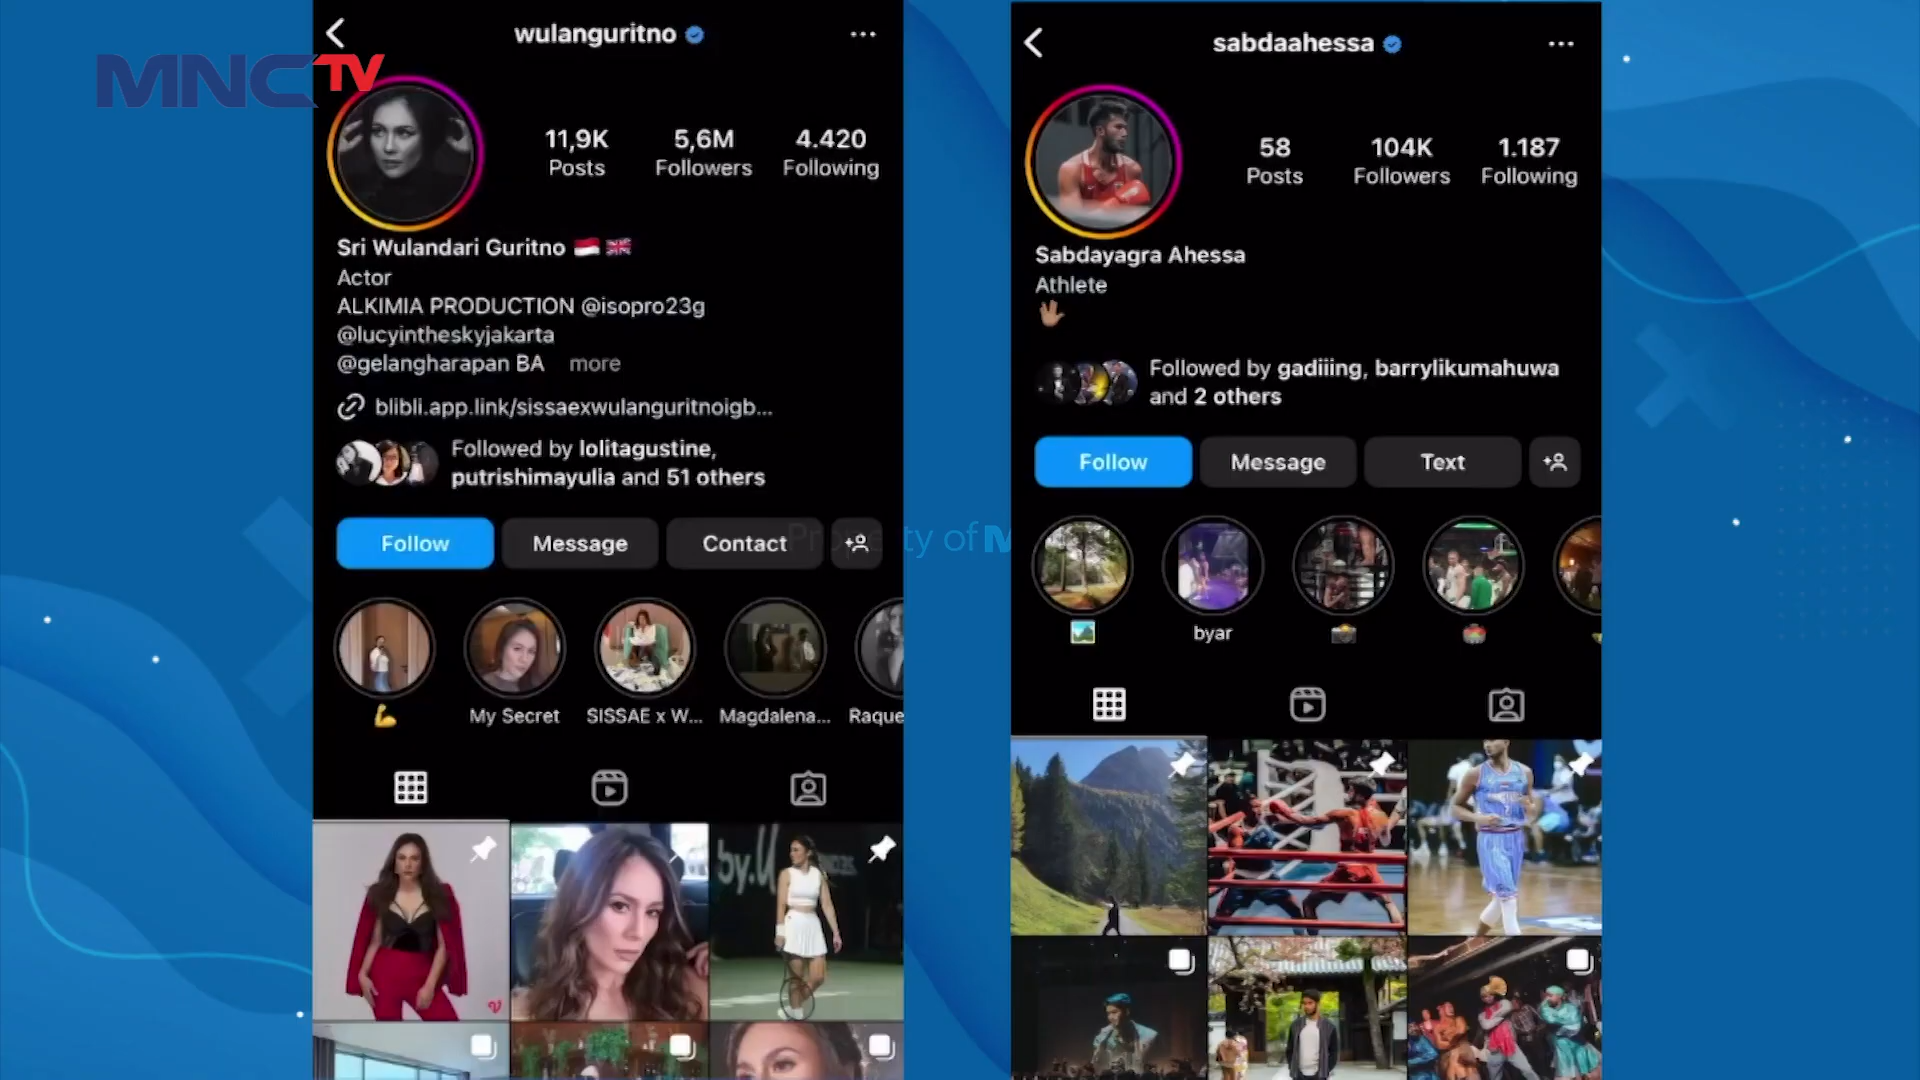 MNCTV
wulanguritno
11,9K
Posts
5,6M
Followers
4.420
Following
Sri Wulandari Guritno 🇮🇩 🇬🇧
Actor
ALKIMIA PRODUCTION @isopro23g
@lucyintheskyjakarta
@gelangharapan BA more
blibli.app.link/sissaexwulanguritnoigb...
Followed by lolitagustine,
putrishimayulia and 51 others
Follow
Message
Contact
My Secret
SISSAE x W...
Magdalena...
Raque
by.U
Property of M
sabdaahessa
58
Posts
104K
Followers
1.187
Following
Sabdayagra Ahessa
Athlete
Followed by gadiiing, barrylikumahuwa
and 2 others
Follow
Message
Text
byar